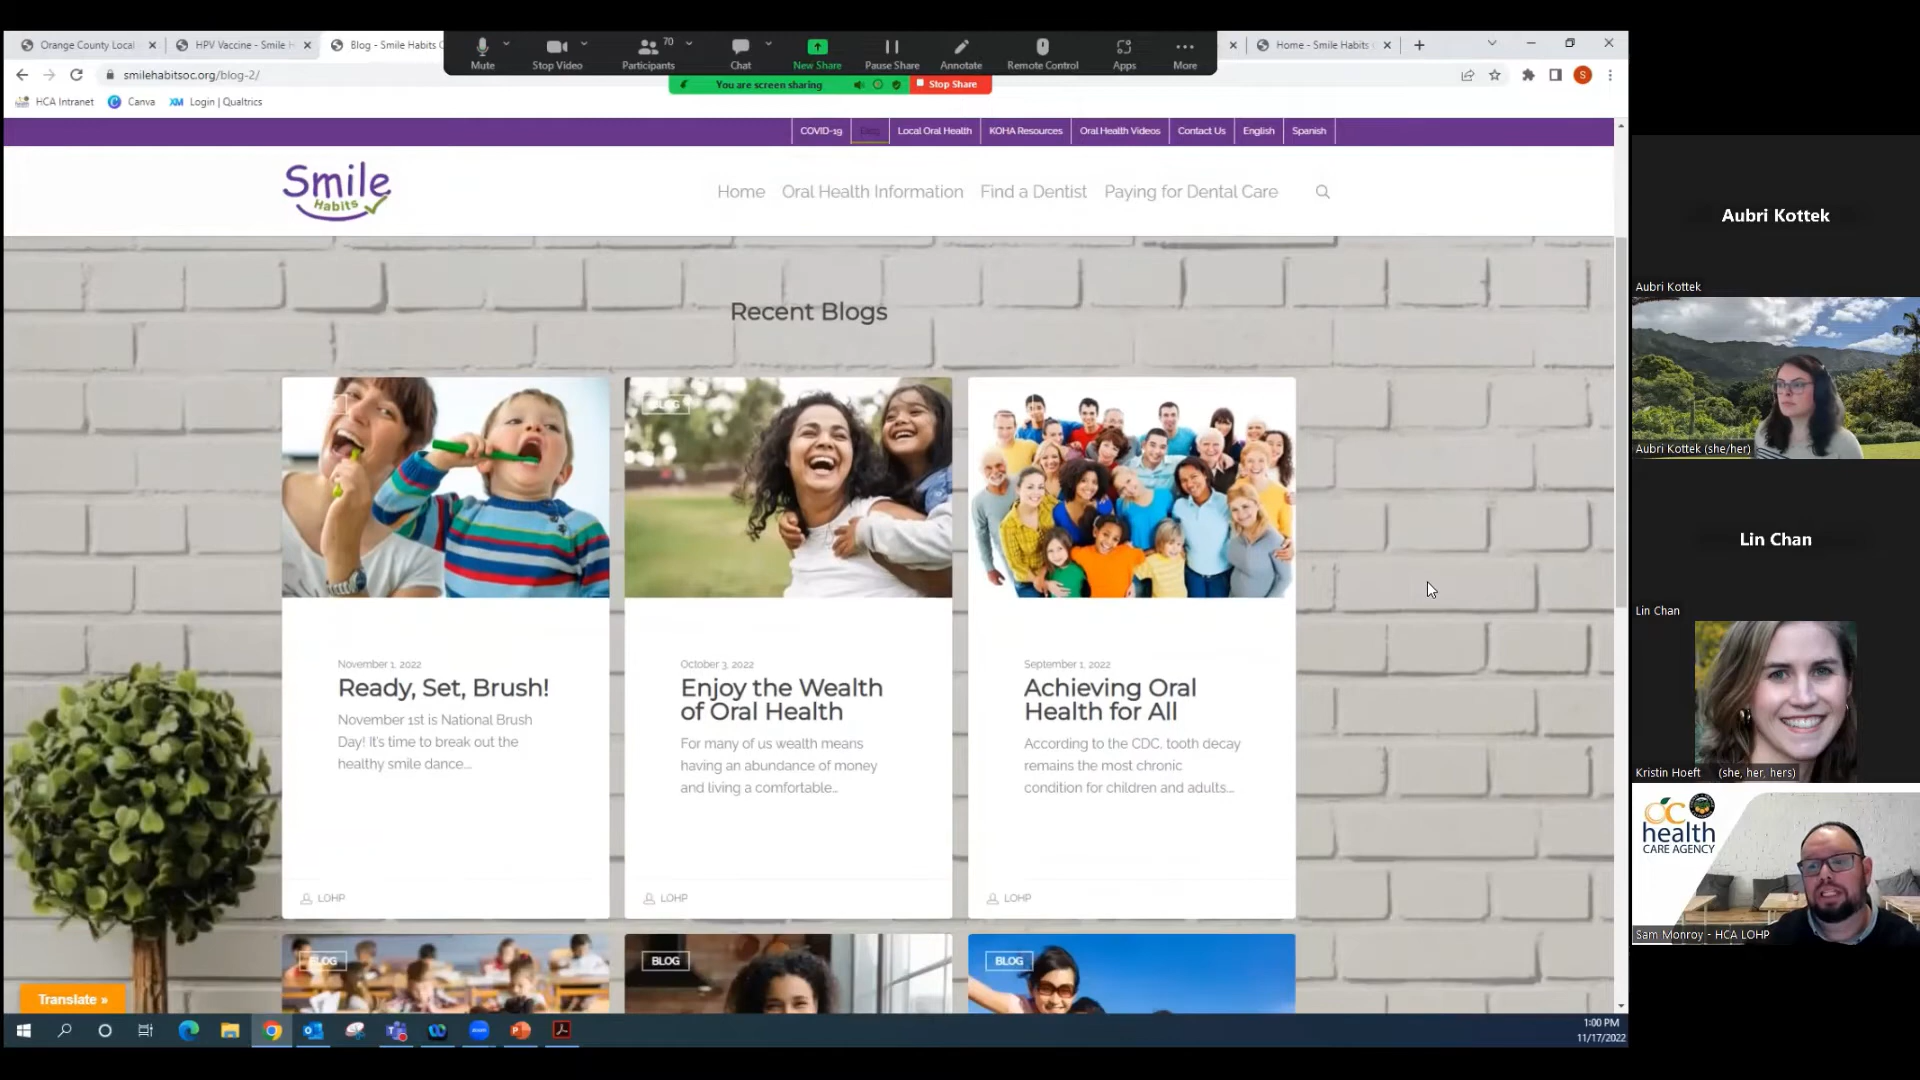 Orange County Local
HPV Vaccine - Smile H
Blog - Smile Habits O
Home - Smile Habits
Mute
Stop Video
70
Participants
Chat
New Share
Pause Share
Annotate
Remote Control
Apps
More
You are screen sharing
Stop Share
smilehabitsoc.org/blog-2/
S
HCA Intranet
Canva
XM Login | Qualtrics
COVID-19
Blog
Local Oral Health
KOHA Resources
Oral Health Videos
Contact Us
English
Spanish
Smile
Habits
Home
Oral Health Information
Find a Dentist
Paying for Dental Care
Recent Blogs
BLOG
November 1, 2022
Ready, Set, Brush!
November 1st is National Brush
Day! It's time to break out the
healthy smile dance...
LOHP
October 3, 2022
Enjoy the Wealth
of Oral Health
For many of us wealth means
having an abundance of money
and living a comfortable...
LOHP
September 1, 2022
Achieving Oral
Health for All
According to the CDC, tooth decay
remains the most chronic
condition for children and adults...
LOHP
BLOG
BLOG
BLOG
Translate »
1:00 PM
11/17/2022
Aubri Kottek
Aubri Kottek
Aubri Kottek (she/her)
Lin Chan
Lin Chan
Kristin Hoeft (she, her, hers)
OC
health
CARE AGENCY
Sam Monroy - HCA LOHP